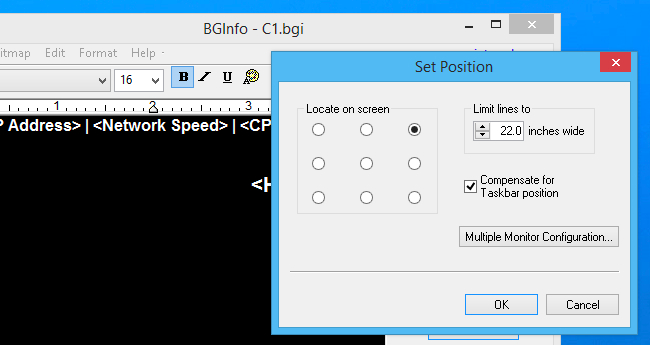 BGInfo - C1.bgi
Bitmap Edit Format Help
Set Position
16 B I U
Locate on screen
Limit lines to
22.0 inches wide
1 2 3
P Address> | <Network Speed> | <CP
<H
Compensate for
Taskbar position
Multiple Monitor Configuration...
OK Cancel